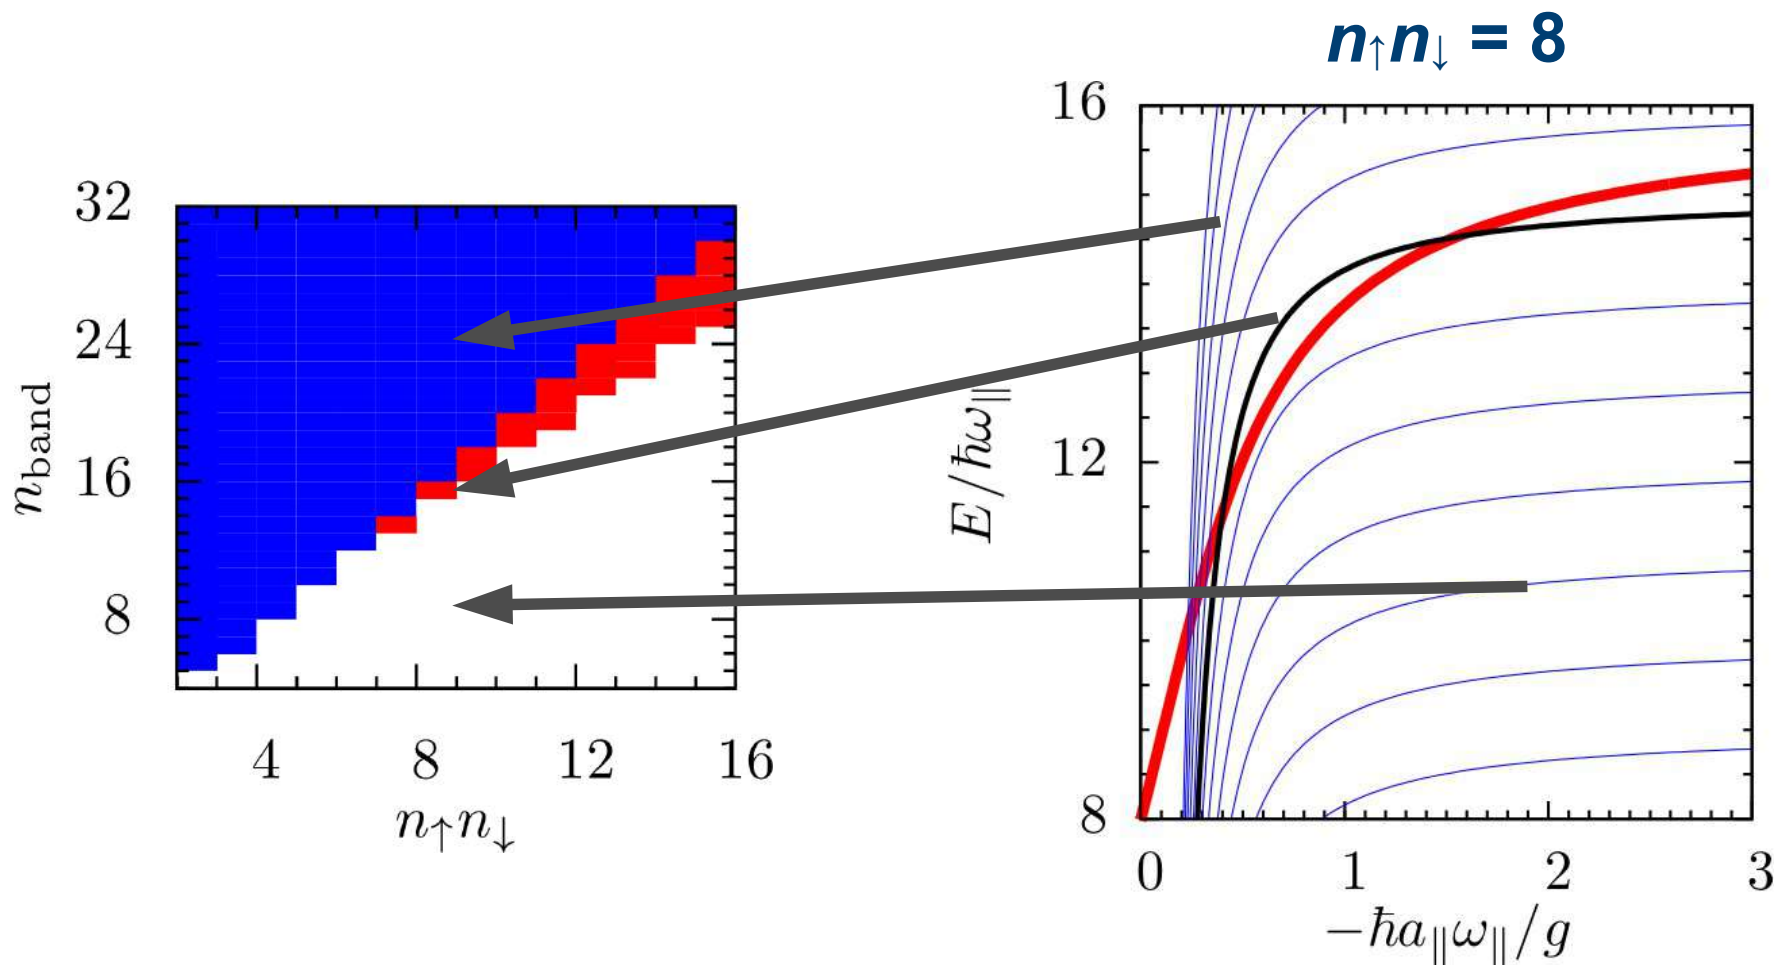 n↑n↓ = 8
32
24
16
8
n_band
4 8 12 16
n↑n↓
16
12
8
E/ħω∥
0 1 2 3
−ħa∥ω∥/g